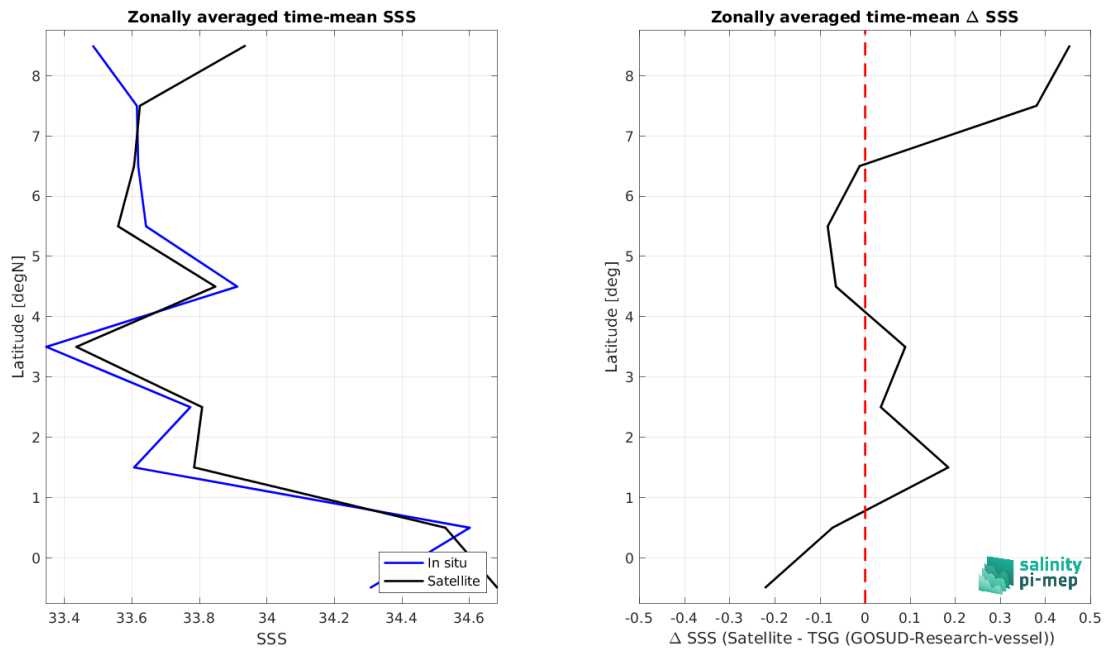 Zonally averaged time-mean SSS
8
7
6
5
4
3
2
1
0
Latitude [degN]
33.4 33.6 33.8 34 34.2 34.4 34.6
SSS
In situ
Satellite
Zonally averaged time-mean Δ SSS
8
7
6
5
4
3
2
1
0
Latitude [deg]
-0.5 -0.4 -0.3 -0.2 -0.1 0 0.1 0.2 0.3 0.4 0.5
Δ SSS (Satellite - TSG (GOSUD-Research-vessel))
salinity
pi-mep